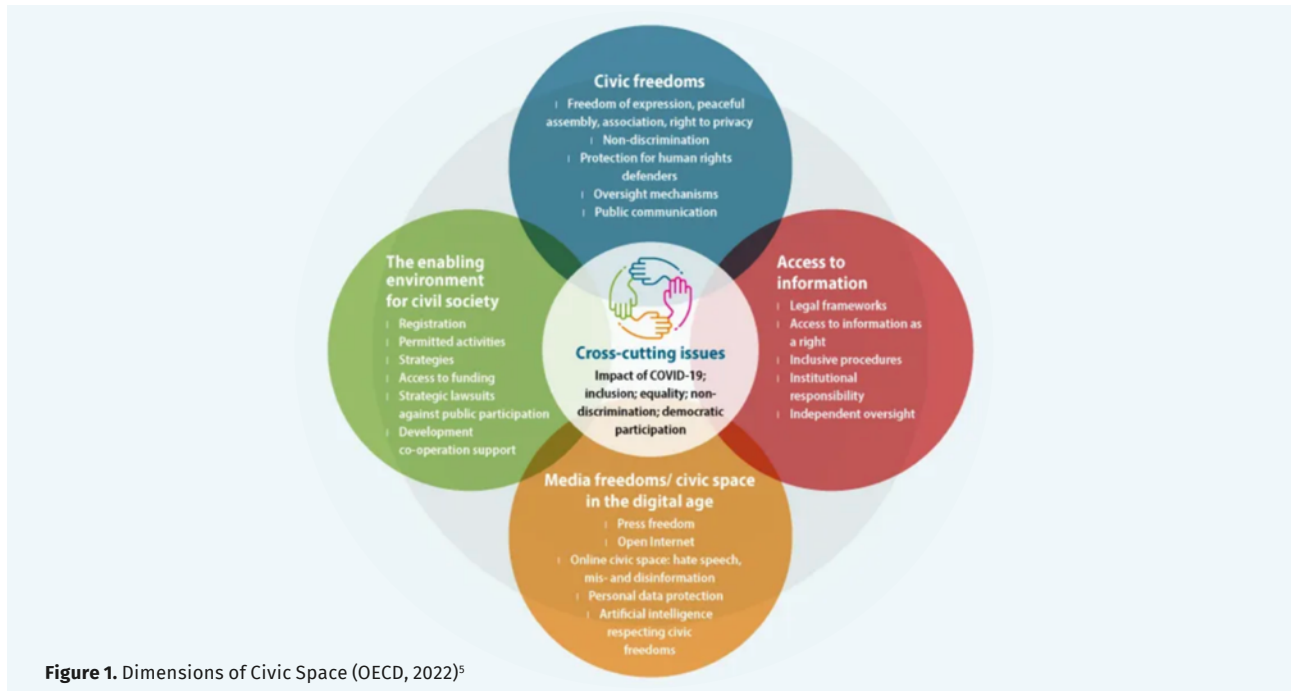 Civic freedoms
| Freedom of expression, peaceful
assembly, association, right to privacy
| Non-discrimination
| Protection for human rights
defenders
| Oversight mechanisms
| Public communication
The enabling
environment
for civil society
| Registration
| Permitted activities
| Strategies
| Access to funding
| Strategic lawsuits
against public participation
| Development
co-operation support
Cross-cutting issues
Impact of COVID-19;
inclusion; equality; non-
discrimination; democratic
participation
Access to
information
| Legal frameworks
| Access to information as
a right
| Inclusive procedures
| Institutional
responsibility
| Independent oversight
Media freedoms/ civic space
in the digital age
| Press freedom
| Open Internet
| Online civic space: hate speech,
mis- and disinformation
| Personal data protection
| Artificial intelligence
respecting civic
freedoms
Figure 1. Dimensions of Civic Space (OECD, 2022)⁵